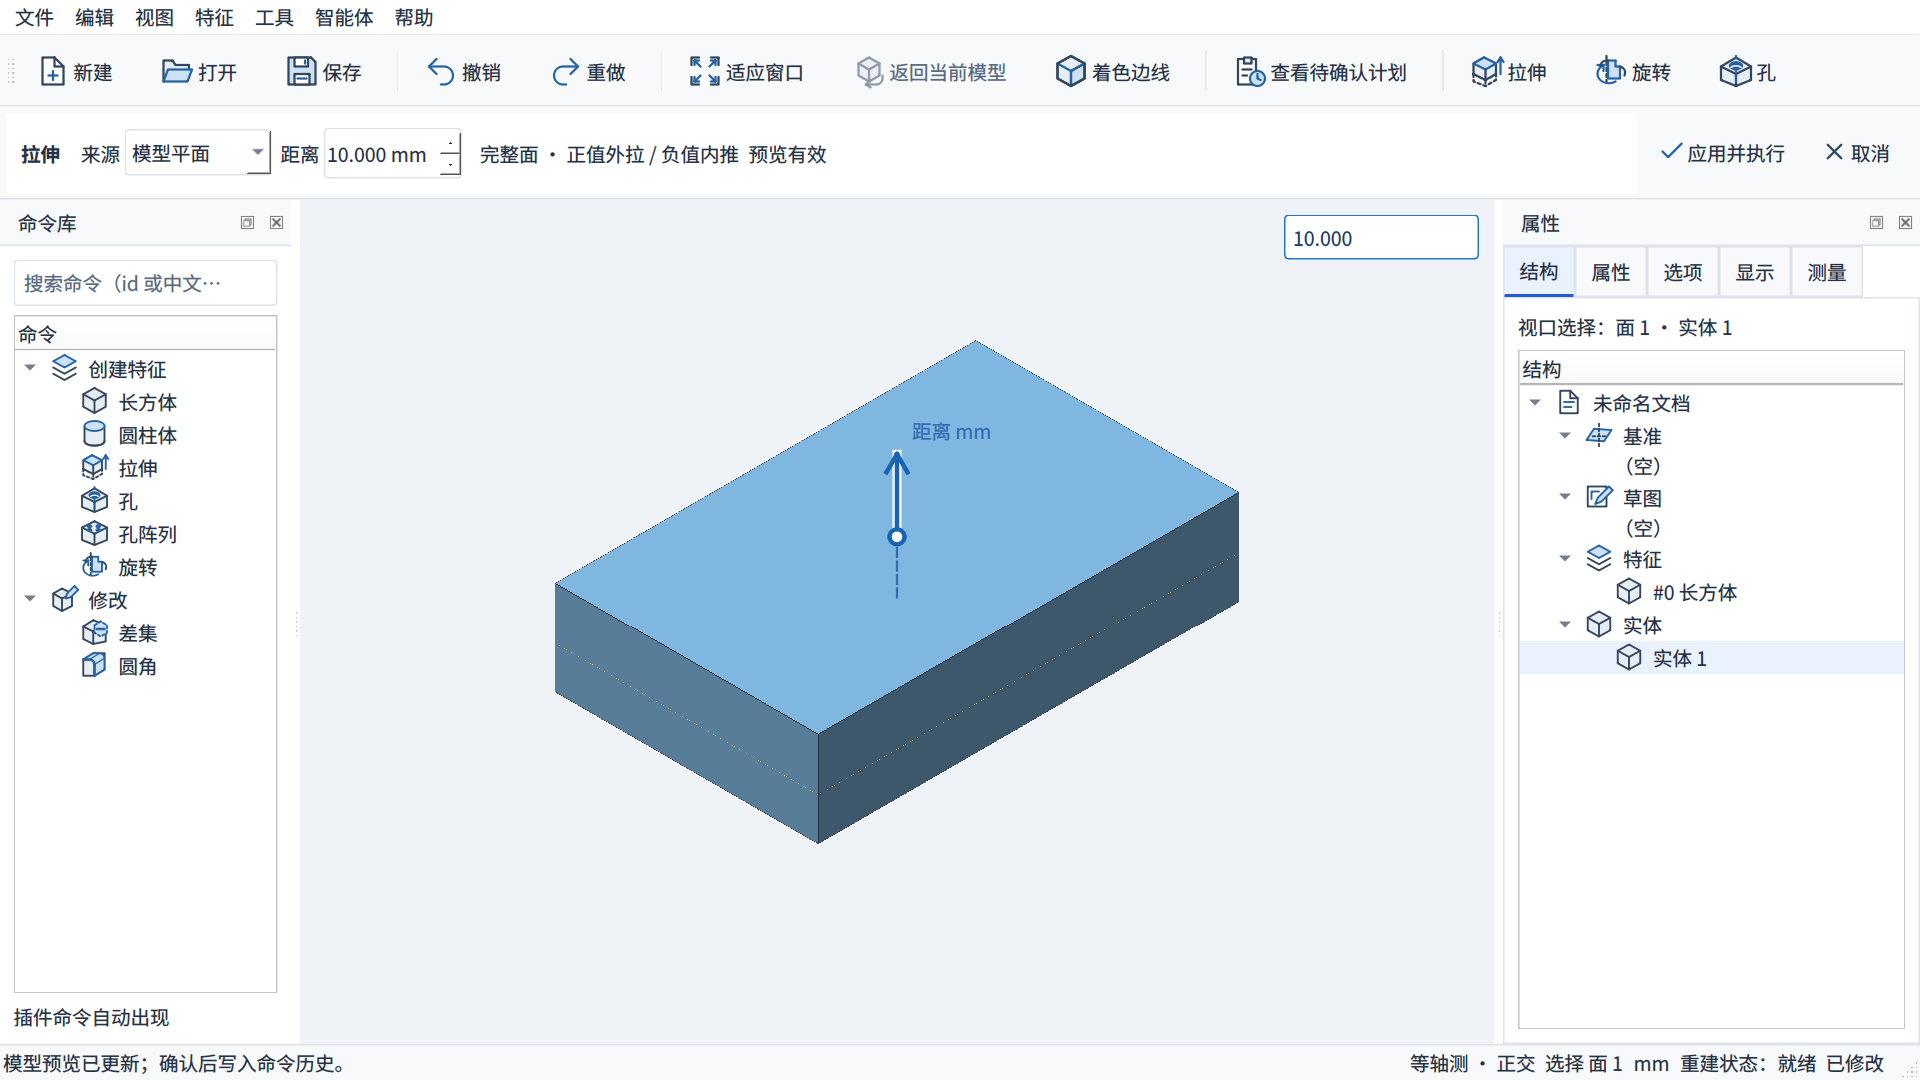 文件 编辑 视图 特征 工具 智能体 帮助
新建 打开 保存 撤销 重做 适应窗口 返回当前模型 着色边线 查看待确认计划 拉伸 旋转 孔
拉伸 来源 模型平面 距离 10.000 mm 完整面 · 正值外拉 / 负值内推 预览有效 应用并执行 取消
命令库
搜索命令（id 或中文…
命令
创建特征
长方体
圆柱体
拉伸
孔
孔阵列
旋转
修改
差集
圆角
插件命令自动出现
10.000
距离 mm
属性
结构 属性 选项 显示 测量
视口选择：面 1 · 实体 1
结构
未命名文档
基准
（空）
草图
（空）
特征
#0 长方体
实体
实体 1
模型预览已更新；确认后写入命令历史。
等轴测 · 正交 选择 面 1 mm 重建状态：就绪 已修改